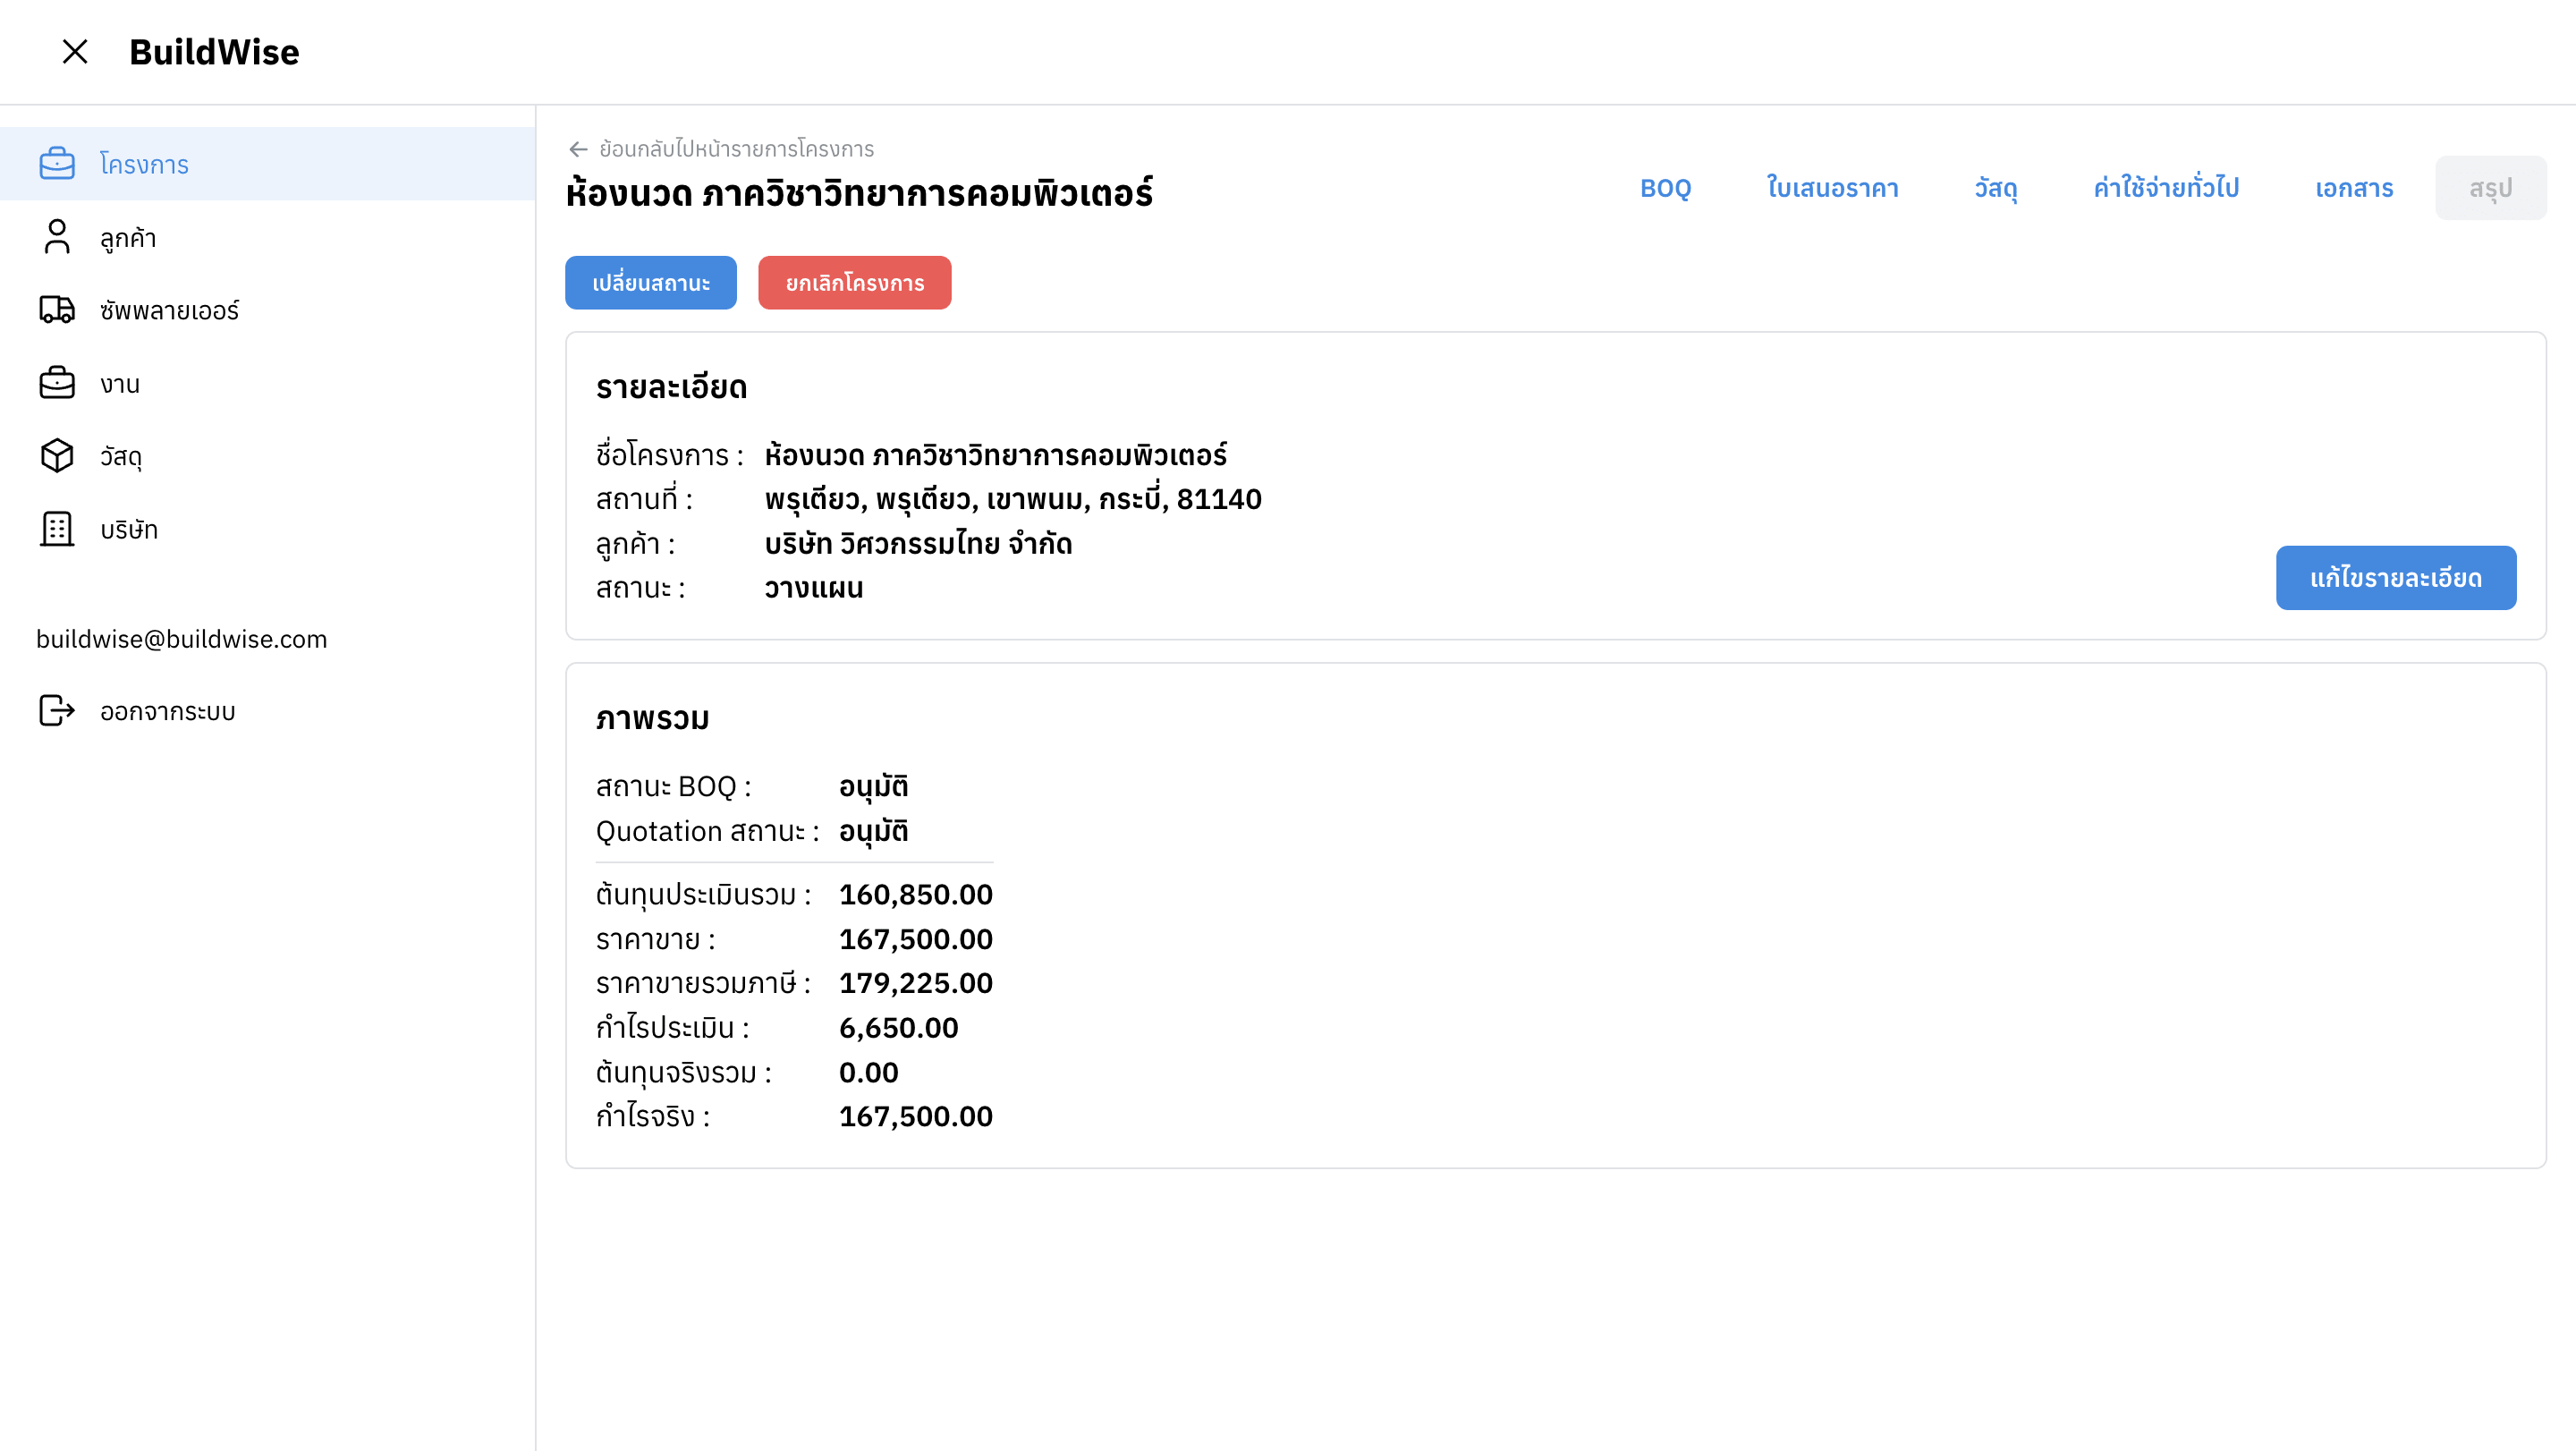 BuildWise
โครงการ
ลูกค้า
ซัพพลายเออร์
งาน
วัสดุ
บริษัท
buildwise@buildwise.com
ออกจากระบบ
ย้อนกลับไปหน้ารายการโครงการ
ห้องนวด ภาควิชาวิทยาการคอมพิวเตอร์
BOQ ใบเสนอราคา วัสดุ ค่าใช้จ่ายทั่วไป เอกสาร สรุป
เปลี่ยนสถานะ ยกเลิกโครงการ
รายละเอียด
ชื่อโครงการ : ห้องนวด ภาควิชาวิทยาการคอมพิวเตอร์
สถานที่ : พรุเตียว, พรุเตียว, เขาพนม, กระบี่, 81140
ลูกค้า : บริษัท วิศวกรรมไทย จำกัด
สถานะ : วางแผน
แก้ไขรายละเอียด
ภาพรวม
สถานะ BOQ : อนุมัติ
Quotation สถานะ : อนุมัติ
ต้นทุนประเมินรวม : 160,850.00
ราคาขาย : 167,500.00
ราคาขายรวมภาษี : 179,225.00
กำไรประเมิน : 6,650.00
ต้นทุนจริงรวม : 0.00
กำไรจริง : 167,500.00